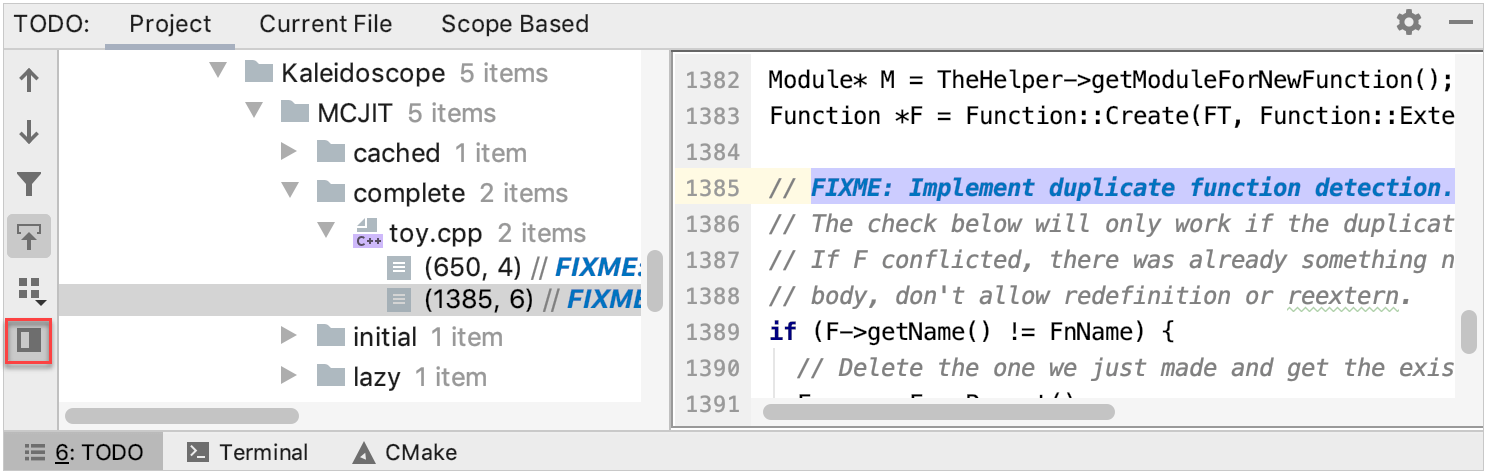 TODO: Project Current File Scope Based
Kaleidoscope 5 items
MCJIT 5 items
cached 1 item
complete 2 items
C++ toy.cpp 2 items
(650, 4) // FIXME:
(1385, 6) // FIXME
initial 1 item
lazy 1 item
1382 Module* M = TheHelper->getModuleForNewFunction();
1383 Function *F = Function::Create(FT, Function::Exte
1384
1385 // FIXME: Implement duplicate function detection.
1386 // The check below will only work if the duplicat
1387 // If F conflicted, there was already something n
1388 // body, don't allow redefinition or reextern.
1389 if (F->getName() != FnName) {
1390 // Delete the one we just made and get the exis
1391
6: TODO Terminal CMake